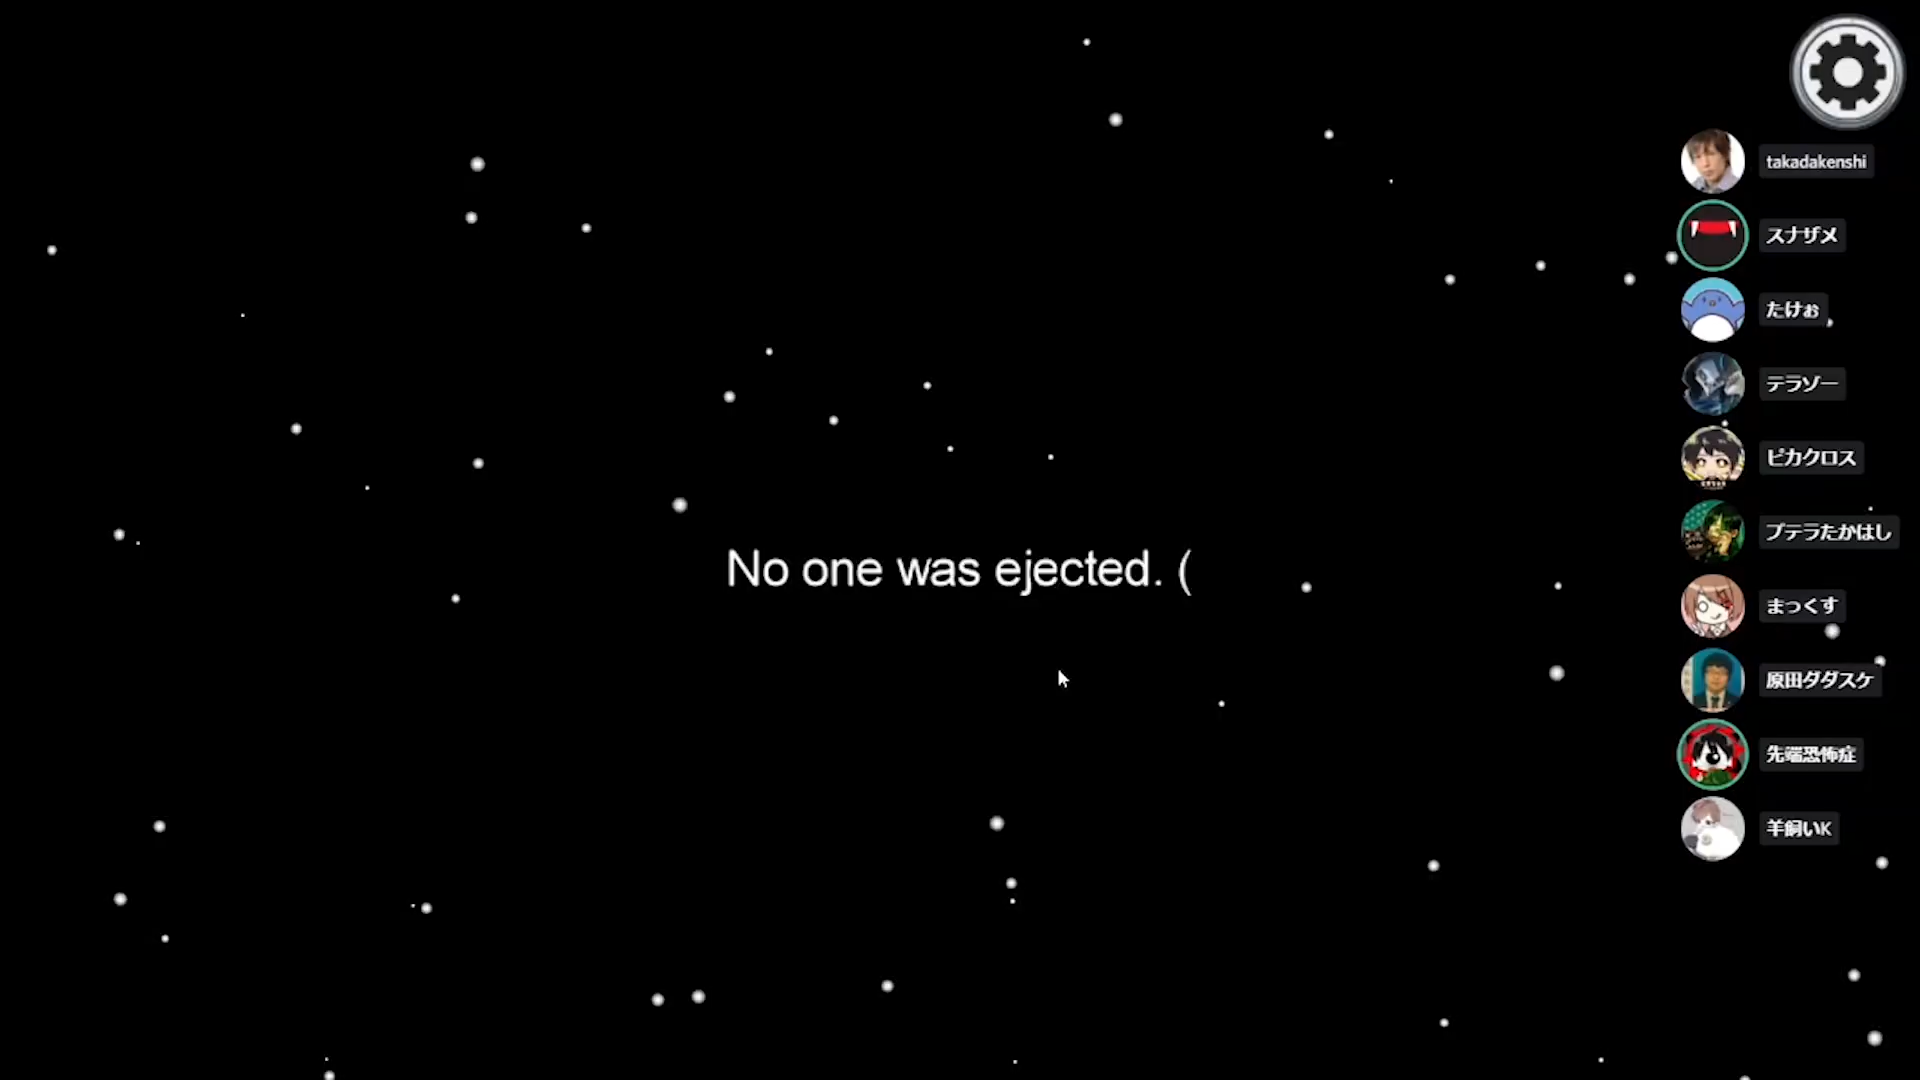 takadakenshi
スナザメ
たけぉ
テラゾー
ピカクロス
プテラたかはし
No one was ejected. (
まっくす
原田ダダスケ
先端恐怖症
羊飼いK